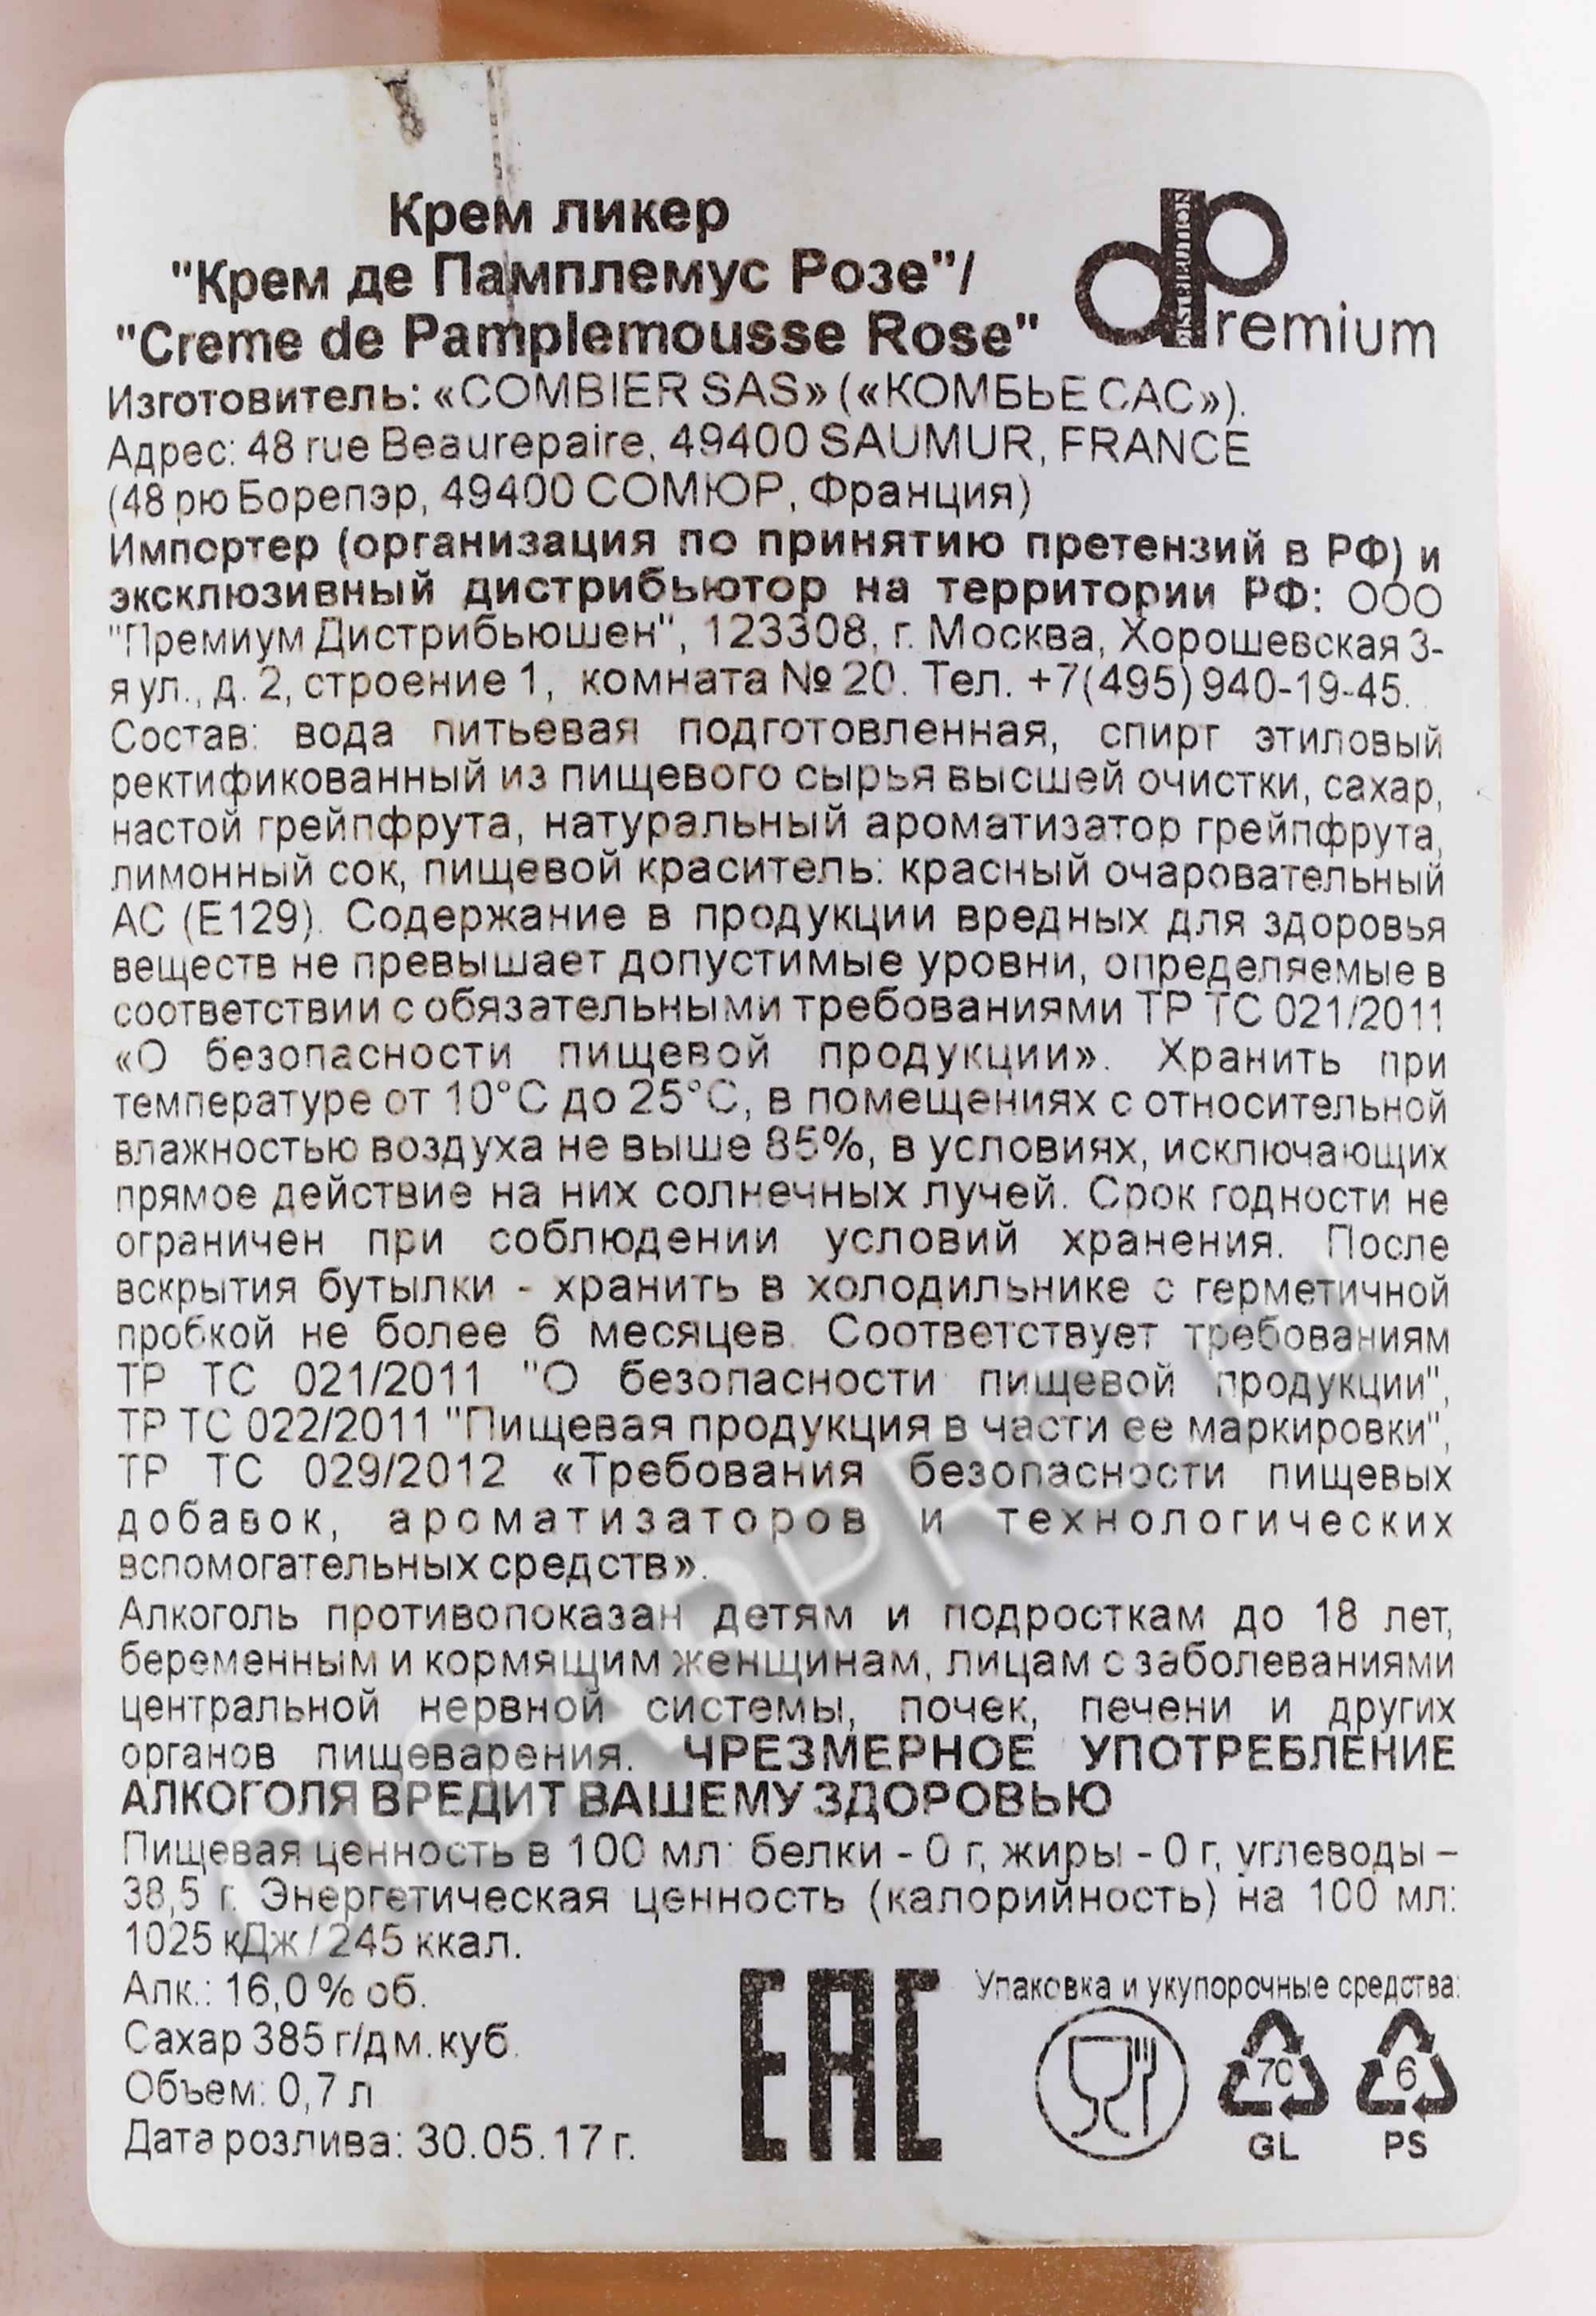 Крем ликер
"Крем де Памплемус Розе"/
"Creme de Pamplemousse Rose"
DISTRIBUTION
dpremium
Изготовитель: «COMBIER SAS» («КОМБЬЕ САС»).
Адрес: 48 rue Beaurepaire, 49400 SAUMUR, FRANCE
(48 рю Борепэр, 49400 СОМЮР, Франция)
Импортер (организация по принятию претензий в РФ) и
эксклюзивный дистрибьютор на территории РФ: ООО
"Премиум Дистрибьюшен", 123308, г. Москва, Хорошевская 3-
я ул., д. 2, строение 1, комната № 20. Тел. +7(495) 940-19-45.
Состав: вода питьевая подготовленная, спирт этиловый
ректификованный из пищевого сырья высшей очистки, сахар,
настой грейпфрута, натуральный ароматизатор грейпфрута,
лимонный сок, пищевой краситель: красный очаровательный
АС (Е129). Содержание в продукции вредных для здоровья
веществ не превышает допустимые уровни, определяемые в
соответствии с обязательными требованиями ТР ТС 021/2011
«О безопасности пищевой продукции». Хранить при
температуре от 10°С до 25°С, в помещениях с относительной
влажностью воздуха не выше 85%, в условиях, исключающих
прямое действие на них солнечных лучей. Срок годности не
ограничен при соблюдении условий хранения. После
вскрытия бутылки - хранить в холодильнике с герметичной
пробкой не более 6 месяцев. Соответствует требованиям
ТР ТС 021/2011 "О безопасности пищевой продукции",
ТР ТС 022/2011 "Пищевая продукция в части ее маркировки",
ТР ТС 029/2012 «Требования безопасности пищевых
добавок, ароматизаторов и технологических
вспомогательных средств».
Алкоголь противопоказан детям и подросткам до 18 лет,
беременным и кормящим женщинам, лицам с заболеваниями
центральной нервной системы, почек, печени и других
органов пищеварения. ЧРЕЗМЕРНОЕ УПОТРЕБЛЕНИЕ
АЛКОГОЛЯ ВРЕДИТ ВАШЕМУ ЗДОРОВЬЮ
Пищевая ценность в 100 мл: белки - 0 г, жиры - 0 г, углеводы –
38,5 г. Энергетическая ценность (калорийность) на 100 мл:
1025 кДж / 245 ккал.
Алк.: 16,0 % об.
Сахар 385 г/дм.куб.
Объем: 0,7 л
Дата розлива: 30.05.17 г.
EAC
Упаковка и укупорочные средства:
70
GL
6
PS